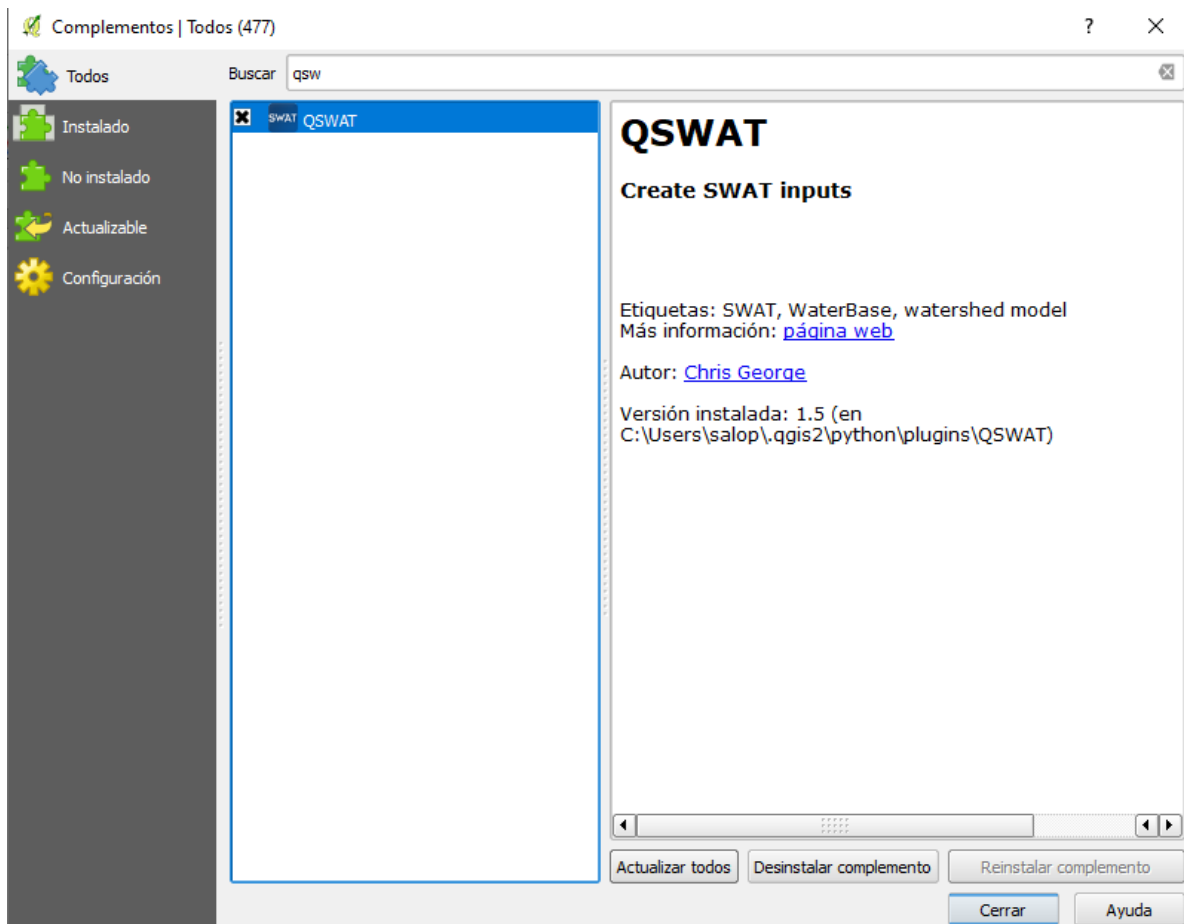 Complementos | Todos (477)
?
Todos
Buscar
qsw
Instalado
No instalado
Actualizable
Configuración
SWAT QSWAT
QSWAT
Create SWAT inputs
Etiquetas: SWAT, WaterBase, watershed model
Más información: página web
Autor: Chris George
Versión instalada: 1.5 (en
C:\Users\salop\.qgis2\python\plugins\QSWAT)
Actualizar todos
Desinstalar complemento
Reinstalar complemento
Cerrar
Ayuda